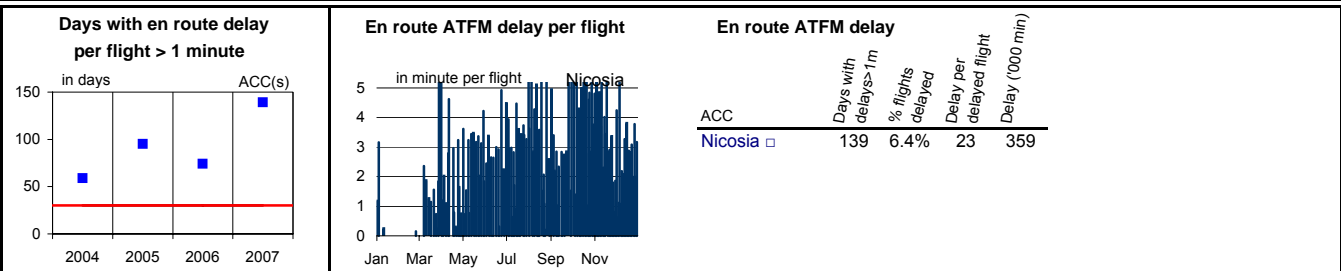 Days with en route delay
per flight > 1 minute
in days
ACC(s)
150
100
50
0
2004 2005 2006 2007
En route ATFM delay per flight
in minute per flight
Nicosia
5
4
3
2
1
0
Jan Mar May Jul Sep Nov
En route ATFM delay
ACC
Days with
delays>1m
% flights
delayed
Delay per
delayed flight
Delay ('000 min)
Nicosia □ 139 6.4% 23 359